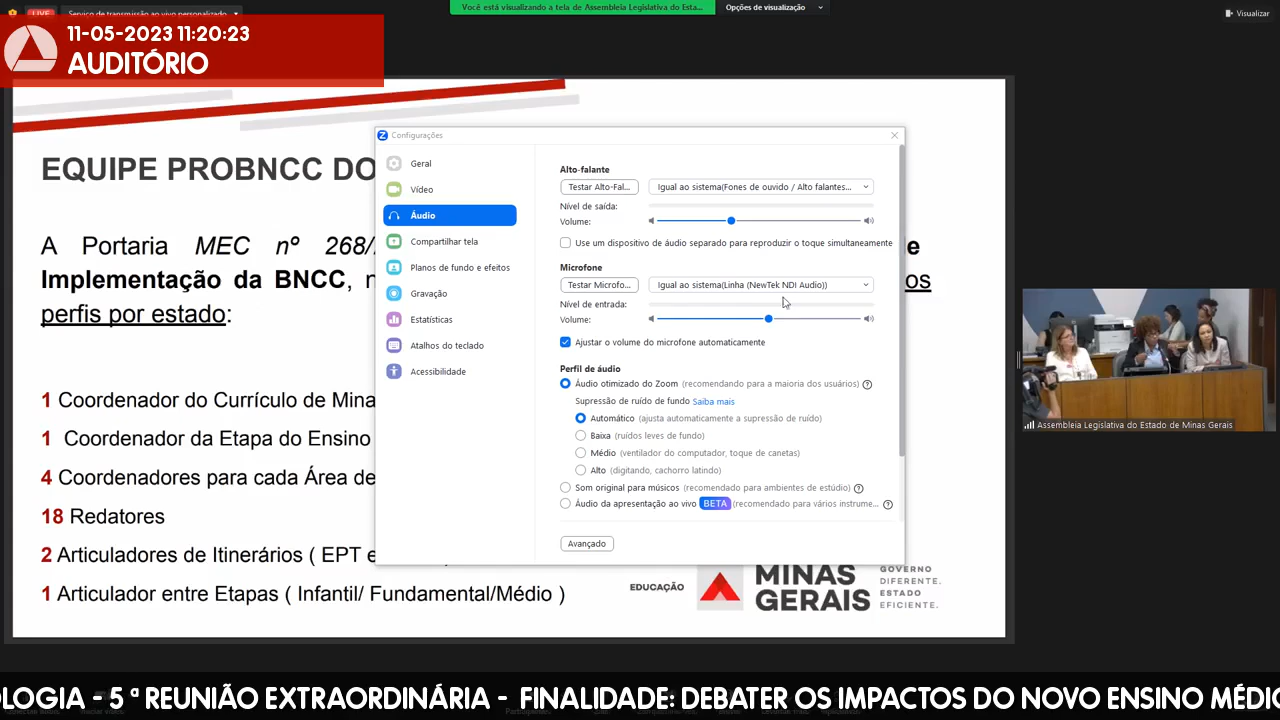 LIVE
Serviço de transmissão ao vivo personalizado
Você está visualizando a tela de Assembleia Legislativa do Esta...
Opções de visualização
Visualizar
11-05-2023 11:20:23
AUDITÓRIO
EQUIPE PROBNCC DO
A Portaria MEC nº 268/
e
Implementação da BNCC,
os
perfis por estado:
1 Coordenador do Currículo de Mina
1 Coordenador da Etapa do Ensino
4 Coordenadores para cada Área de
18 Redatores
2 Articuladores de Itinerários ( EPT e
1 Articulador entre Etapas ( Infantil/ Fundamental/Médio )
EDUCAÇÃO
MINAS GERAIS
GOVERNO
DIFERENTE.
ESTADO
EFICIENTE.
Configurações
Geral
Vídeo
Áudio
Compartilhar tela
Planos de fundo e efeitos
Gravação
Estatísticas
Atalhos do teclado
Acessibilidade
Alto-falante
Testar Alto-Fal...
Igual ao sistema(Fones de ouvido / Alto falantes...
Nível de saída:
Volume:
Use um dispositivo de áudio separado para reproduzir o toque simultaneamente
Microfone
Testar Microfo...
Igual ao sistema(Linha (NewTek NDI Audio))
Nível de entrada:
Volume:
Ajustar o volume do microfone automaticamente
Perfil de áudio
Áudio otimizado do Zoom (recomendando para a maioria dos usuários)
Supressão de ruído de fundo Saiba mais
Automático (ajusta automaticamente a supressão de ruído)
Baixa (ruídos leves de fundo)
Médio (ventilador do computador, toque de canetas)
Alto (digitando, cachorro latindo)
Som original para músicos (recomendado para ambientes de estúdio)
Áudio da apresentação ao vivo BETA (recomendado para vários instrume...
Avançado
Assembleia Legislativa do Estado de Minas Gerais
OLOGIA - 5 ª REUNIÃO EXTRAORDINÁRIA - FINALIDADE: DEBATER OS IMPACTOS DO NOVO ENSINO MÉDIC